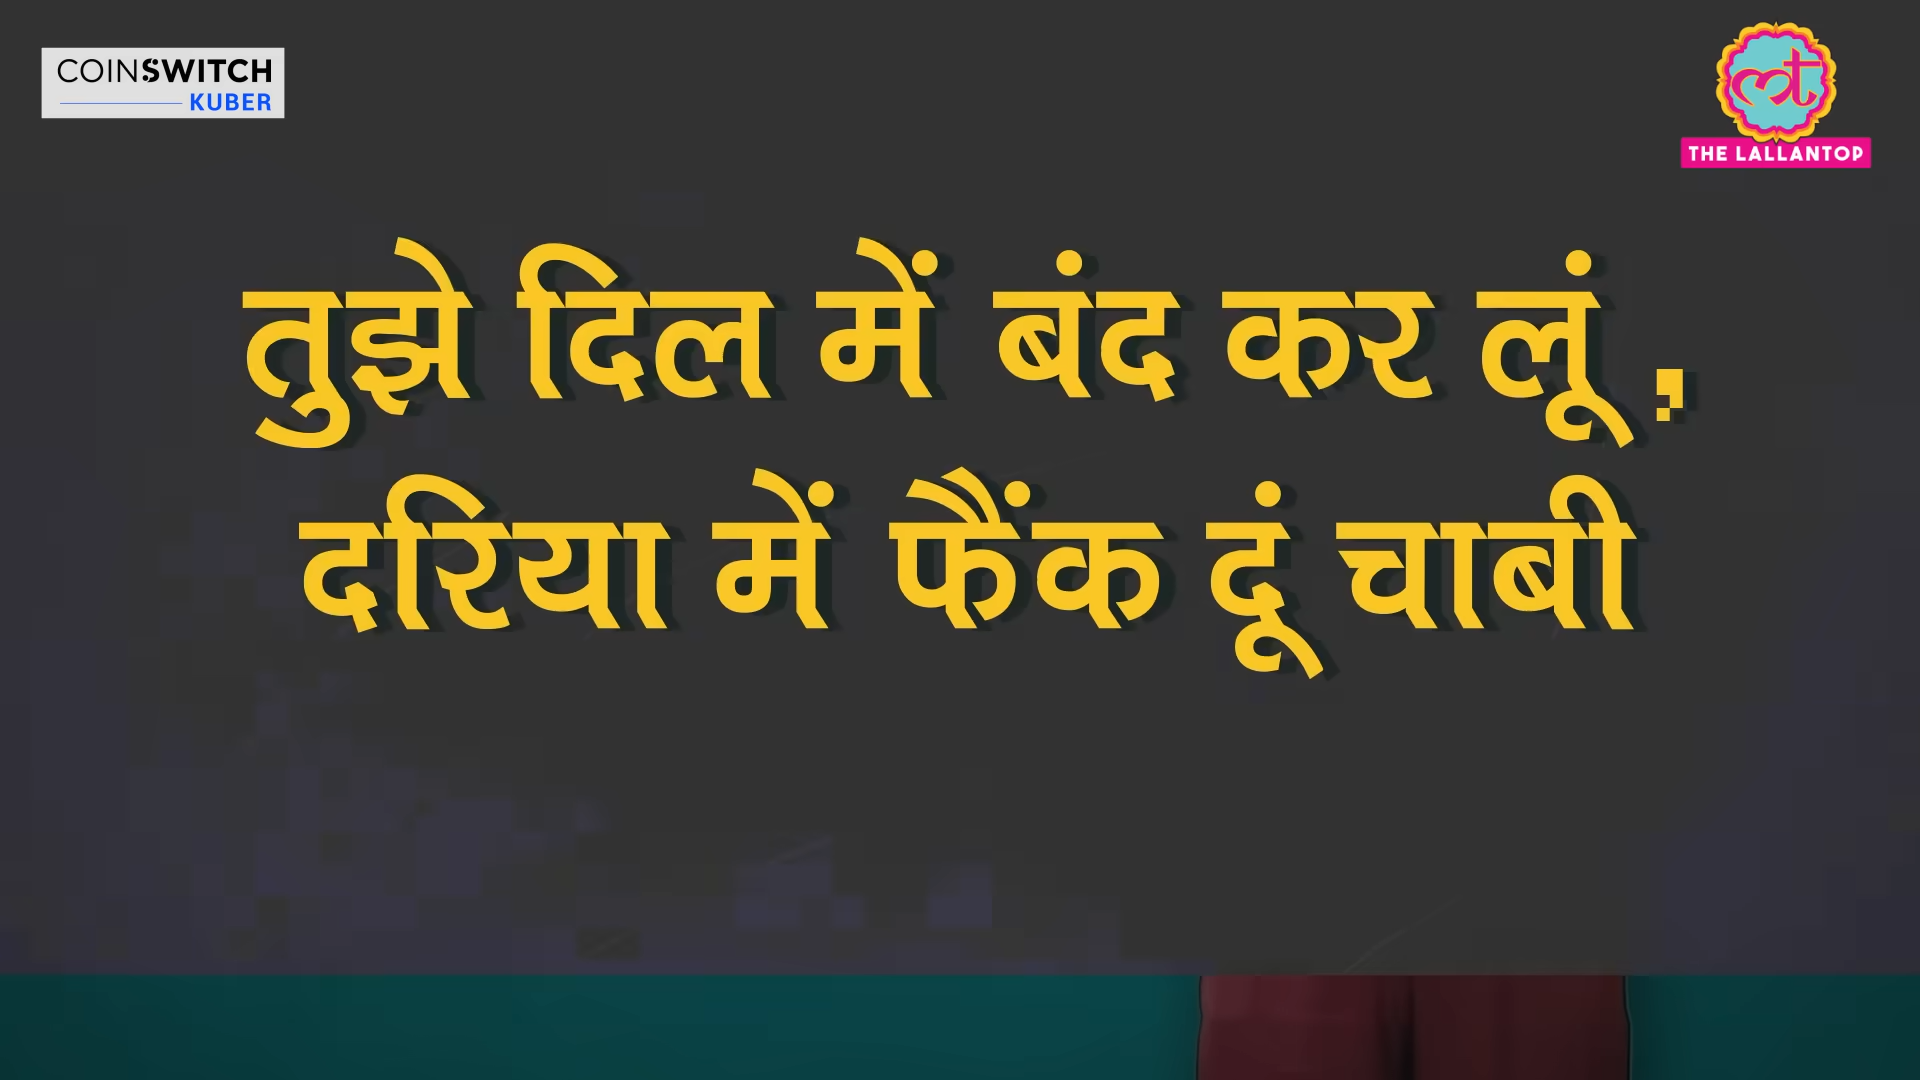 COINSWITCH
KUBER
THE LALLANTOP
तुझे दिल में बंद कर लूं ,
दरिया में फैंक दूं चाबी